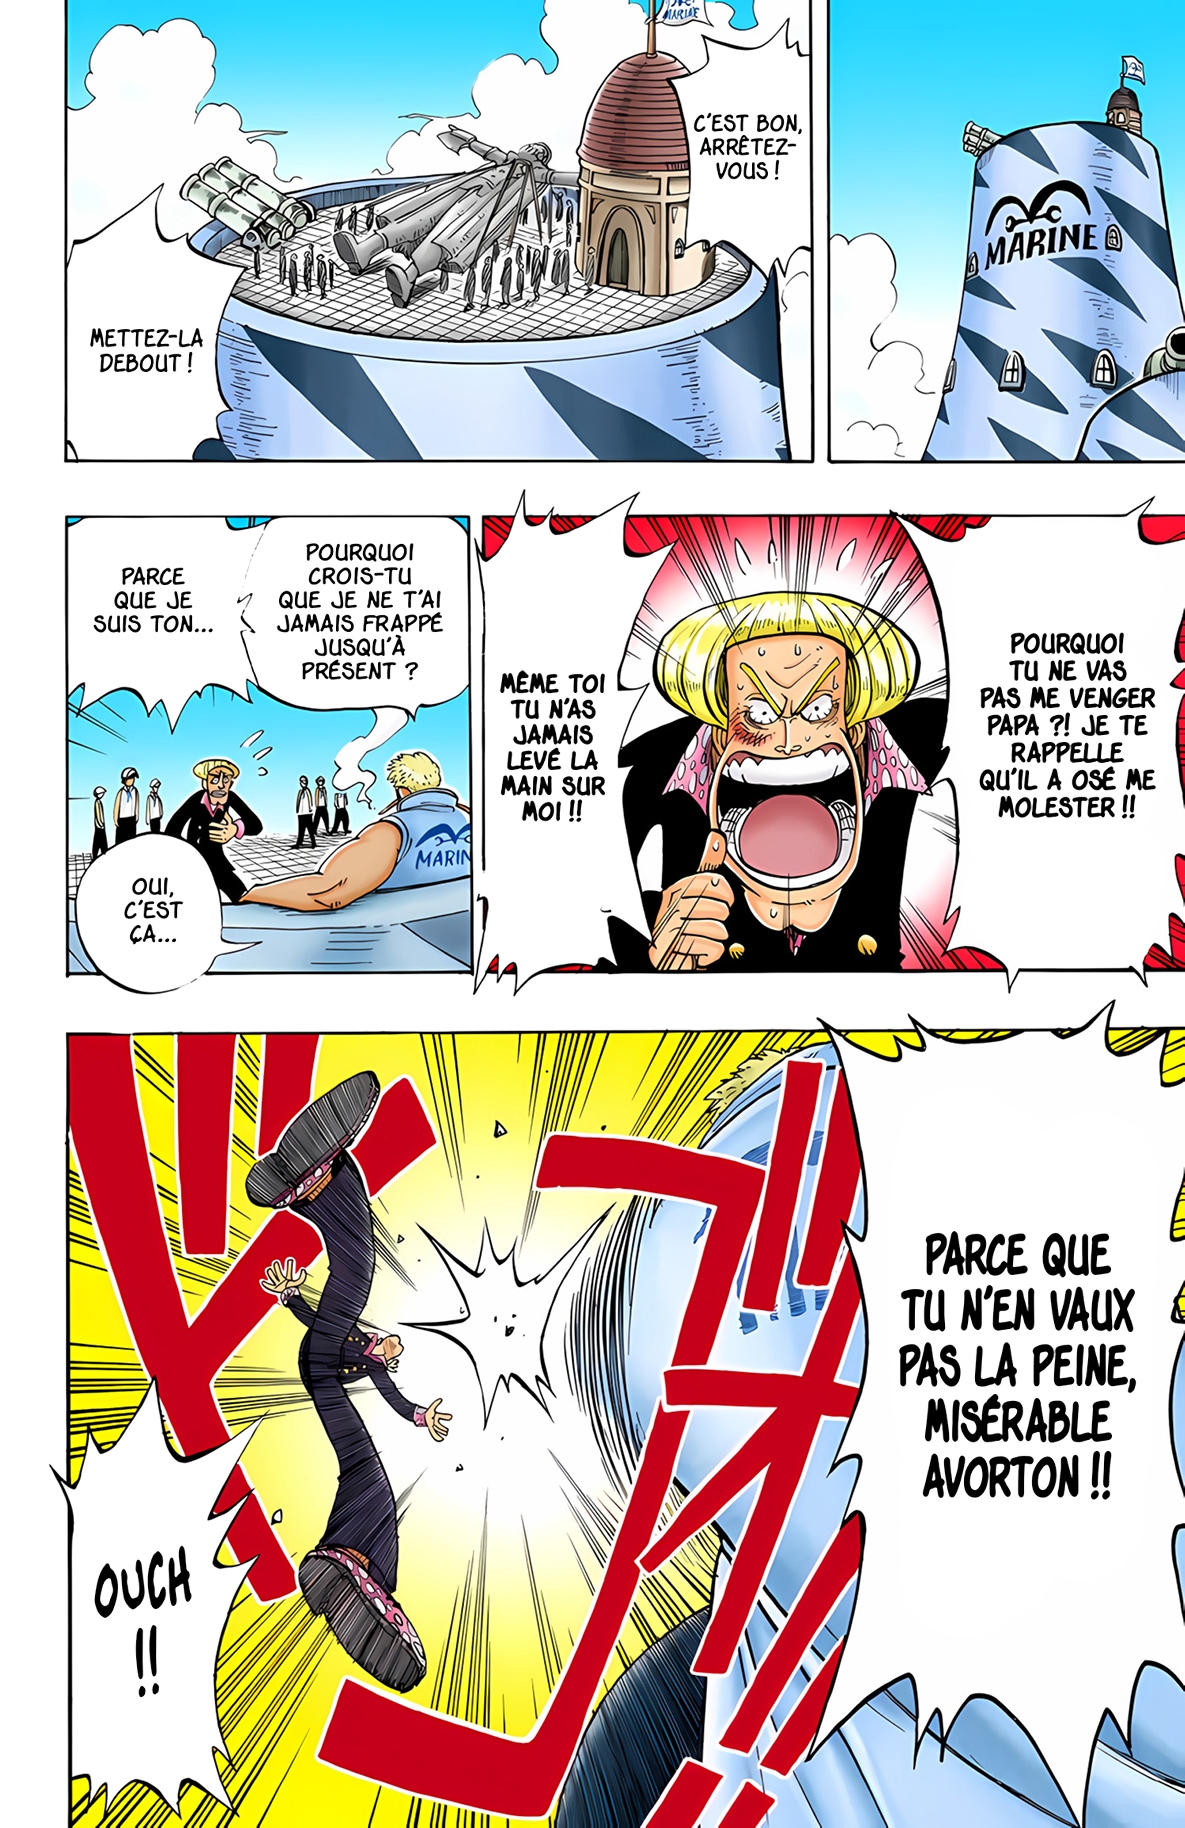 MARINE
MARINE
C'EST BON,
ARRÊTEZ-
VOUS !
METTEZ-LA
DEBOUT !
POURQUOI
TU NE VAS
PAS ME VENGER
PAPA ?! JE TE
RAPPELLE
QU'IL A OSÉ ME
MOLESTER !!
MÊME TOI
TU N'AS
JAMAIS
LEVÉ LA
MAIN SUR
MOI !!
POURQUOI
CROIS-TU
QUE JE NE T'AI
JAMAIS FRAPPÉ
JUSQU'À
PRÉSENT ?
PARCE
QUE JE
SUIS TON...
MARIN
OUI,
C'EST
ÇA...
PARCE QUE
TU N'EN VAUX
PAS LA PEINE,
MISÉRABLE
AVORTON !!
OUCH
!!